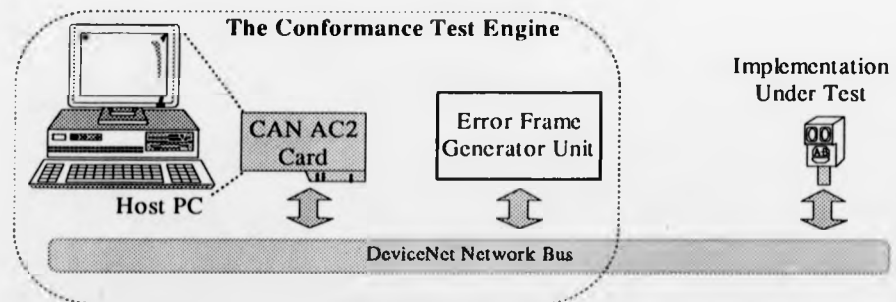 The Conformance Test Engine
Implementation
Under Test
CAN AC2
Card
Error Frame
Generator Unit
Host PC
DeviceNet Network Bus